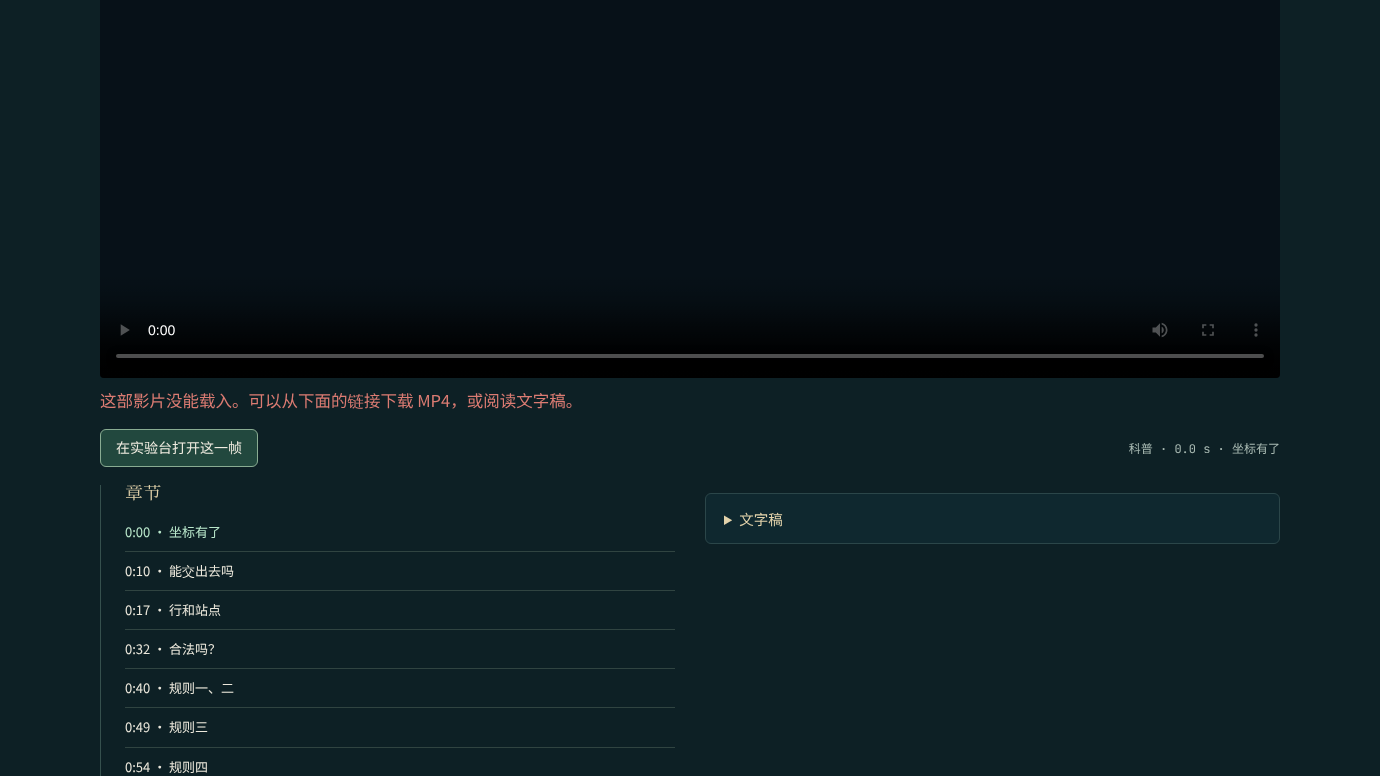 0:00
这部影片没能载入。可以从下面的链接下载 MP4，或阅读文字稿。
在实验台打开这一帧
科普 · 0.0 s · 坐标有了
章节
0:00 · 坐标有了
0:10 · 能交出去吗
0:17 · 行和站点
0:32 · 合法吗？
0:40 · 规则一、二
0:49 · 规则三
0:54 · 规则四
文字稿